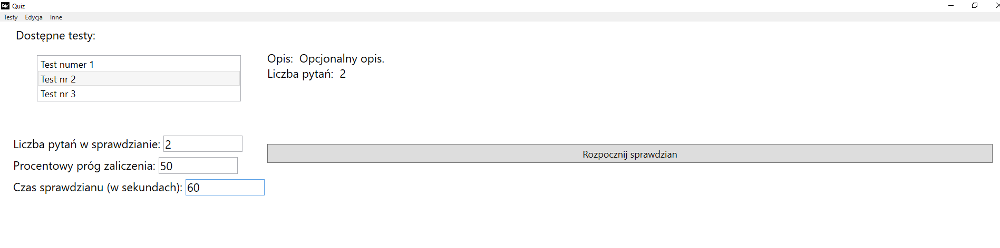 Quiz
Testy Edycja Inne
Dostępne testy:
Test numer 1
Test nr 2
Test nr 3
Opis: Opcjonalny opis.
Liczba pytań: 2
Liczba pytań w sprawdzianie: 2
Procentowy próg zaliczenia: 50
Czas sprawdzianu (w sekundach): 60
Rozpocznij sprawdzian